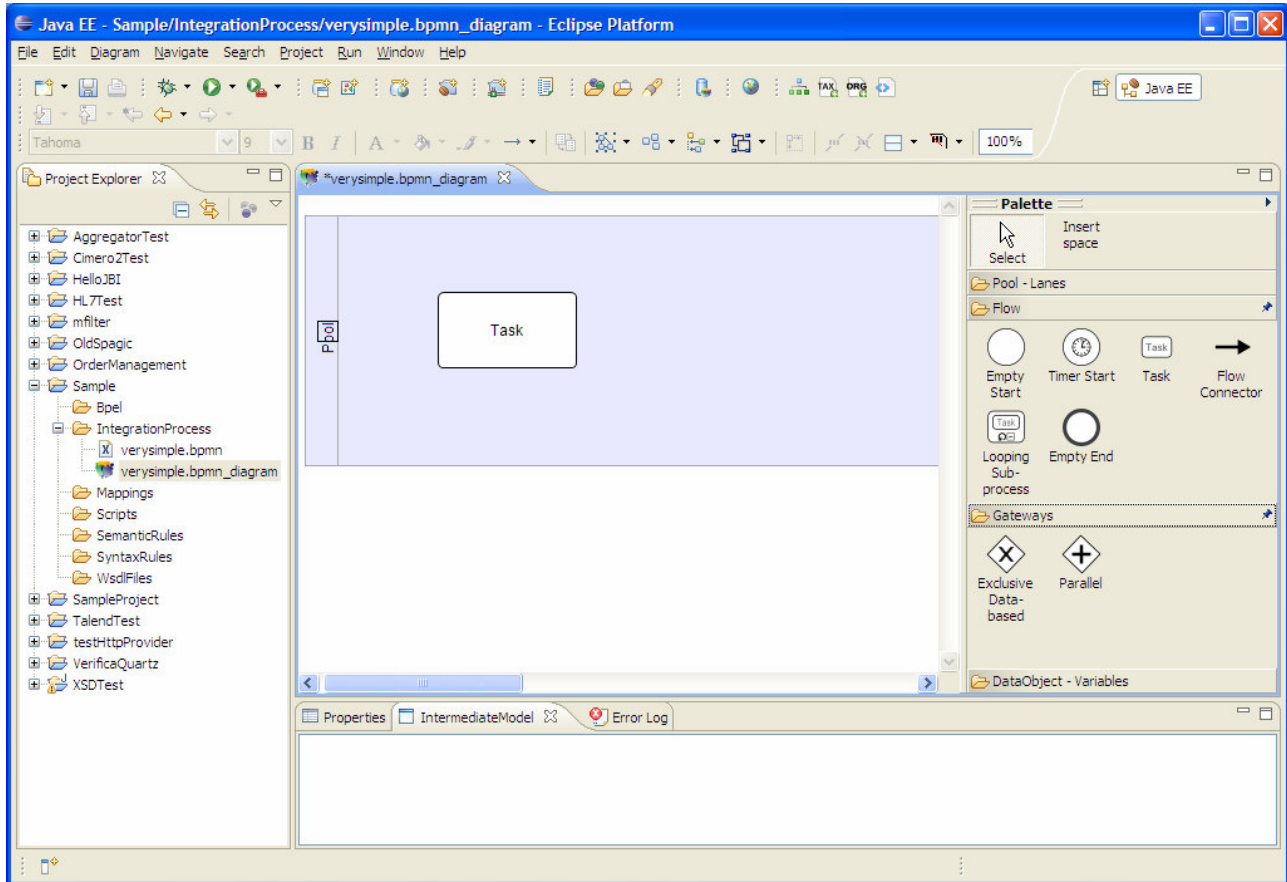 Java EE - Sample/IntegrationProcess/verysimple.bpmn_diagram - Eclipse Platform
File Edit Diagram Navigate Search Project Run Window Help
TAX ORG Java EE
Tahoma 9 B I A 100%
Project Explorer
AggregatorTest
Cimero2Test
HelloJBI
HL7Test
mfilter
OldSpagic
OrderManagement
Sample
Bpel
IntegrationProcess
verysimple.bpmn
verysimple.bpmn_diagram
Mappings
Scripts
SemanticRules
SyntaxRules
WsdlFiles
SampleProject
TalendTest
testHttpProvider
VerificaQuartz
XSDTest
*verysimple.bpmn_diagram
Pool
Task
Palette
Select
Insert
space
Pool - Lanes
Flow
Empty
Start
Timer Start
Task
Task
Flow
Connector
Task
Looping
Sub-
process
Empty End
Gateways
Exclusive
Data-
based
Parallel
DataObject - Variables
Properties IntermediateModel Error Log